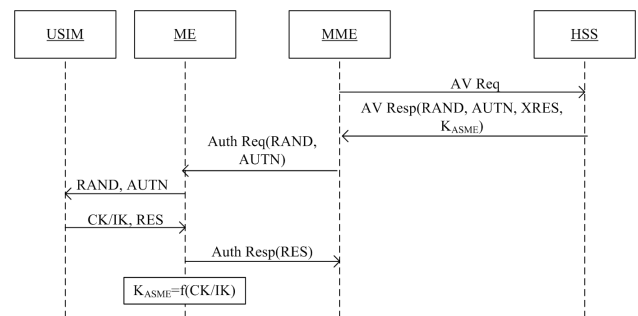 USIM
ME
MME
HSS
AV Req
AV Resp(RAND, AUTN, XRES,
KASME)
Auth Req(RAND,
AUTN)
RAND, AUTN
CK/IK, RES
Auth Resp(RES)
KASME=f(CK/IK)